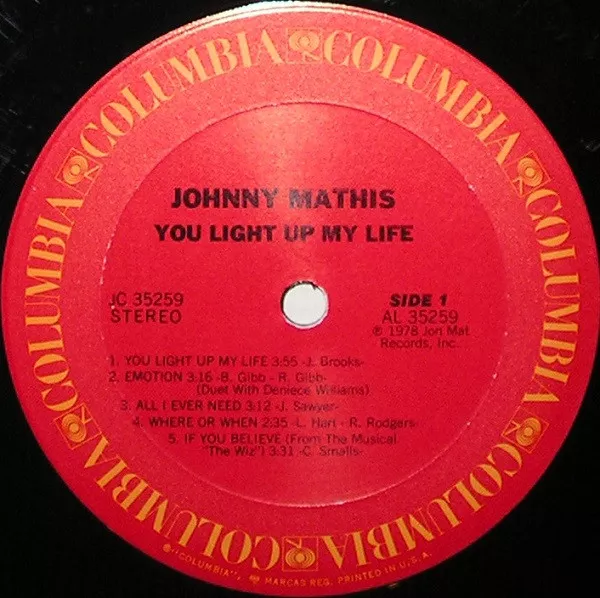 COLUMBIA COLUMBIA COLUMBIA COLUMBIA COLUMBIA COLUMBIA
JOHNNY MATHIS
YOU LIGHT UP MY LIFE
JC 35259
STEREO
SIDE 1
AL 35259
℗ 1978 Jon Mat
Records, Inc.
1. YOU LIGHT UP MY LIFE 3:55 -J. Brooks-
2. EMOTION 3:16 -B. Gibb - R. Gibb-
(Duet With Deniece Williams)
3. ALL I EVER NEED 3:12 -J. Sawyer-
4. WHERE OR WHEN 2:35 -L. Hart - R. Rodgers-
5. IF YOU BELIEVE (From The Musical
"The Wiz") 3:31 -C. Smalls-
®"COLUMBIA", MARCAS REG. PRINTED IN U.S.A.